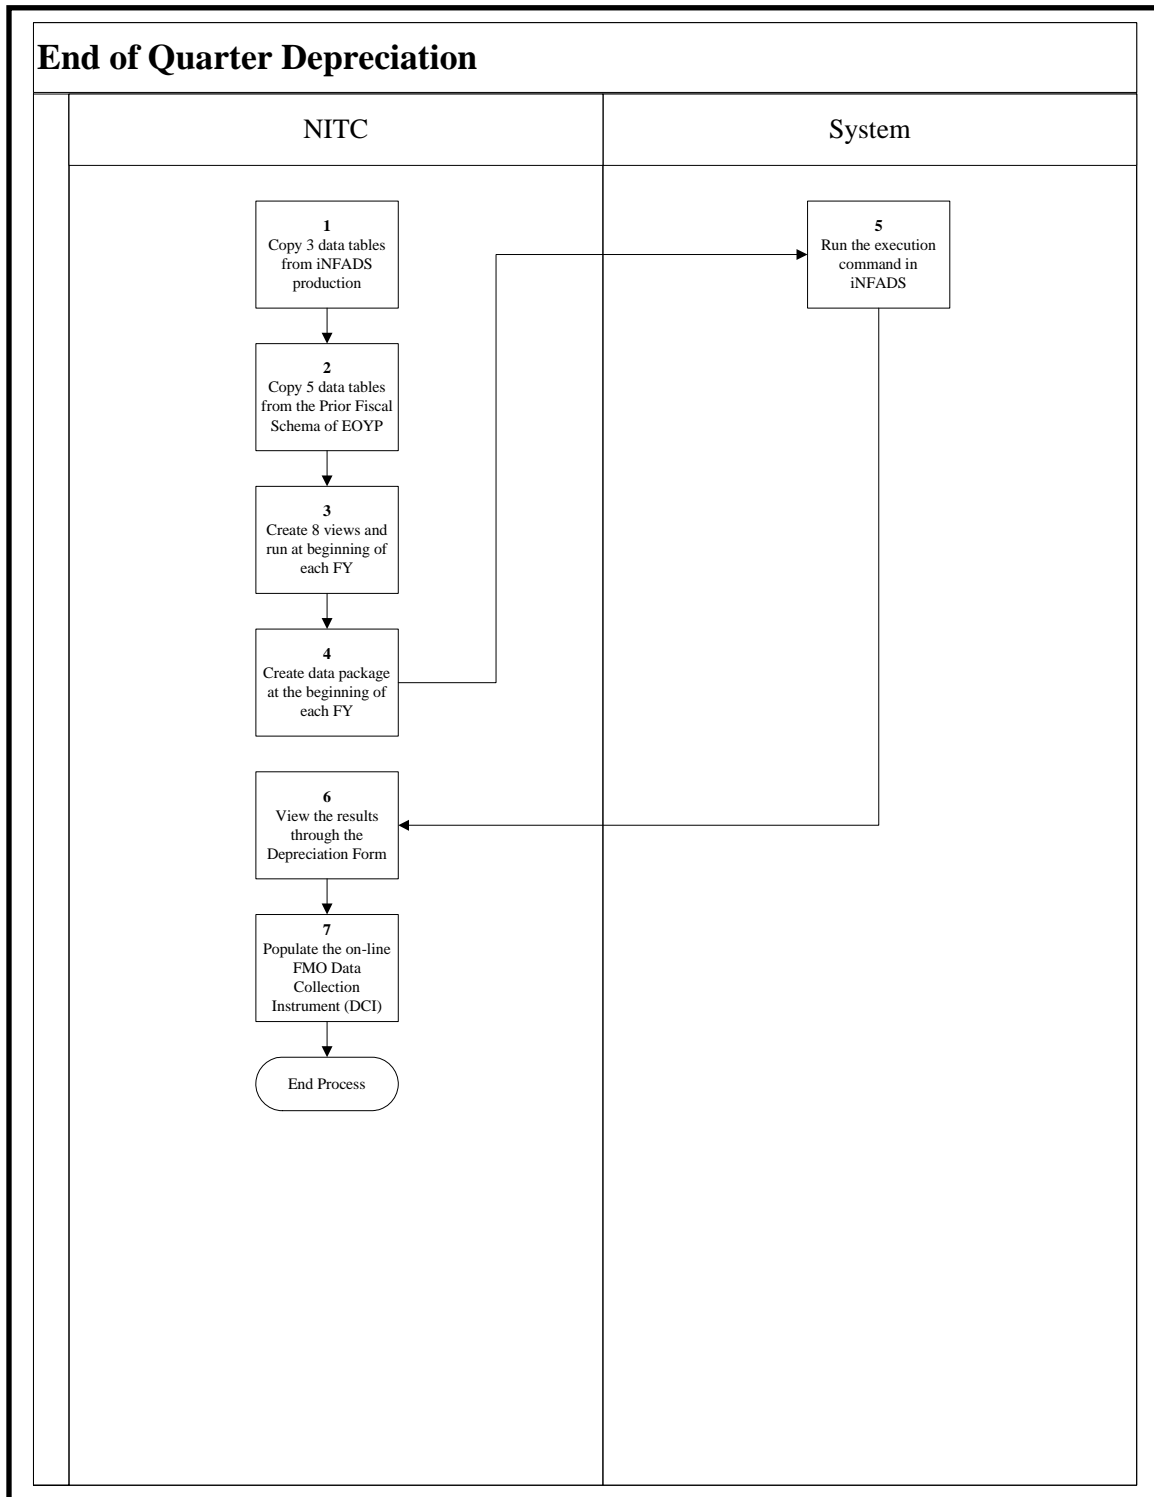 End of Quarter Depreciation
NITC
System
1
Copy 3 data tables
from iNFADS
production
2
Copy 5 data tables
from the Prior Fiscal
Schema of EOYP
3
Create 8 views and
run at beginning of
each FY
4
Create data package
at the beginning of
each FY
5
Run the execution
command in
iNFADS
6
View the results
through the
Depreciation Form
7
Populate the on-line
FMO Data
Collection
Instrument (DCI)
End Process